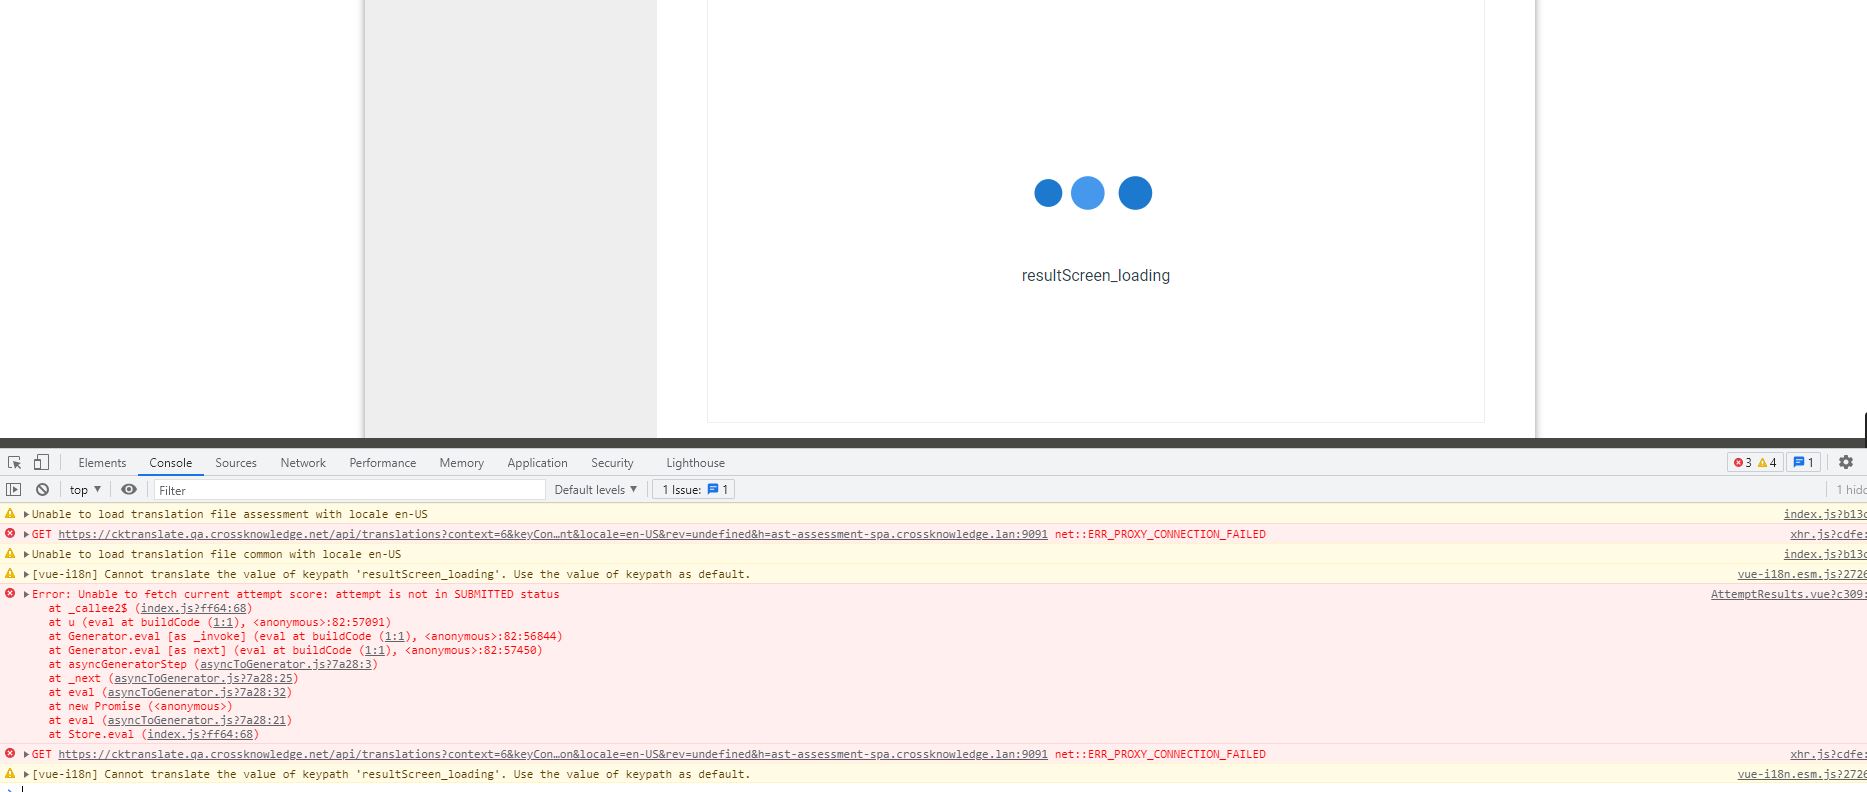 resultScreen_loading
Elements Console Sources Network Performance Memory Application Security Lighthouse 3 4 1
top ▼ Filter Default levels ▼ 1 Issue: 1 1 hidd
Unable to load translation file assessment with locale en-US index.js?b13c
GET https://cktranslate.qa.crossknowledge.net/api/translations?context=6&keyCon…nt&locale=en-US&rev=undefined&h=ast-assessment-spa.crossknowledge.lan:9091 net::ERR_PROXY_CONNECTION_FAILED xhr.js?cdfe:
Unable to load translation file common with locale en-US index.js?b13c
[vue-i18n] Cannot translate the value of keypath 'resultScreen_loading'. Use the value of keypath as default. vue-i18n.esm.js?2726
Error: Unable to fetch current attempt score: attempt is not in SUBMITTED status AttemptResults.vue?c309:
at _callee2$ (index.js?ff64:68)
at u (eval at buildCode (1:1), <anonymous>:82:57091)
at Generator.eval [as _invoke] (eval at buildCode (1:1), <anonymous>:82:56844)
at Generator.eval [as next] (eval at buildCode (1:1), <anonymous>:82:57450)
at asyncGeneratorStep (asyncToGenerator.js?7a28:3)
at _next (asyncToGenerator.js?7a28:25)
at eval (asyncToGenerator.js?7a28:32)
at new Promise (<anonymous>)
at eval (asyncToGenerator.js?7a28:21)
at Store.eval (index.js?ff64:68)
GET https://cktranslate.qa.crossknowledge.net/api/translations?context=6&keyCon…on&locale=en-US&rev=undefined&h=ast-assessment-spa.crossknowledge.lan:9091 net::ERR_PROXY_CONNECTION_FAILED xhr.js?cdfe:
[vue-i18n] Cannot translate the value of keypath 'resultScreen_loading'. Use the value of keypath as default. vue-i18n.esm.js?2726